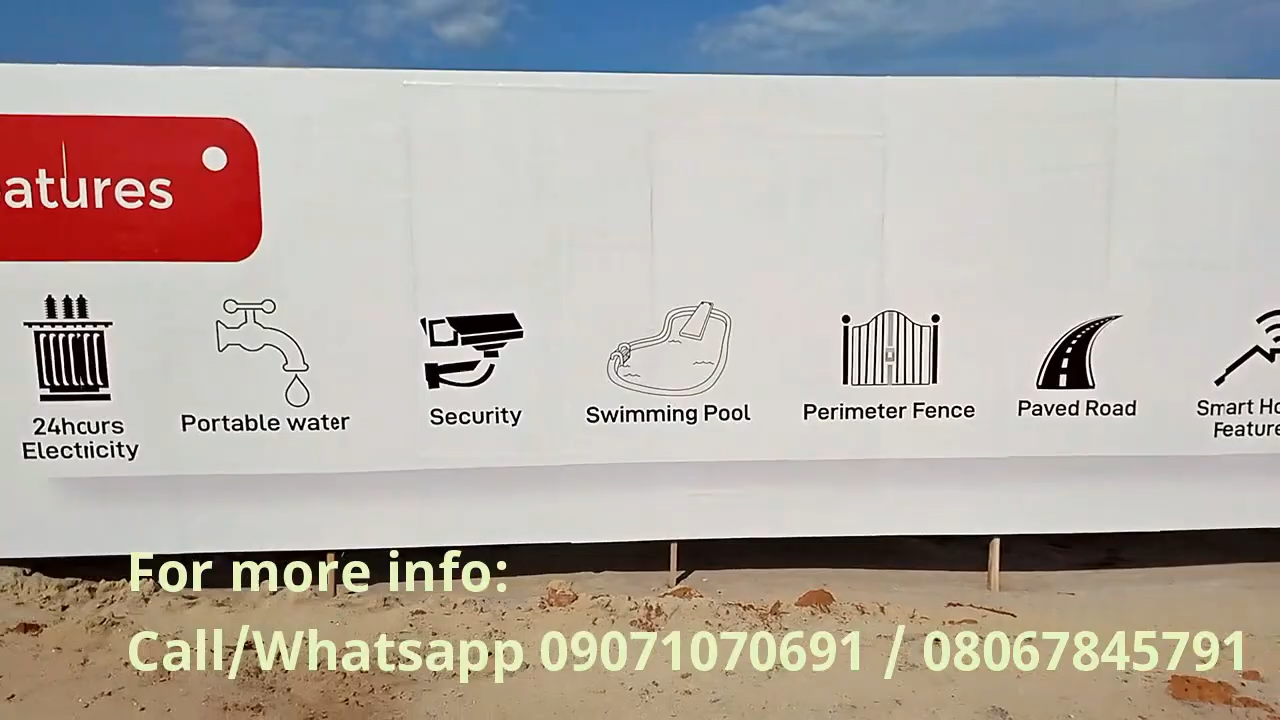 atures
24hours
Electricity
Portable water
Security
Swimming Pool
Perimeter Fence
Paved Road
Smart Ho
Feature
For more info:
Call/Whatsapp 09071070691 / 08067845791